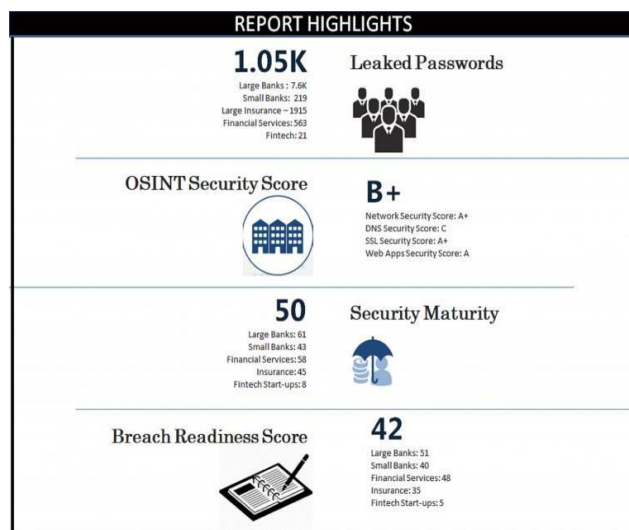 REPORT HIGHLIGHTS
1.05K
Large Banks : 7.6K
Small Banks: 219
Large Insurance – 1915
Financial Services: 563
Fintech: 21
Leaked Passwords
OSINT Security Score
B+
Network Security Score: A+
DNS Security Score: C
SSL Security Score: A+
Web Apps Security Score: A
50
Large Banks: 61
Small Banks: 43
Financial Services: 58
Insurance: 45
Fintech Start-ups: 8
Security Maturity
Breach Readiness Score
42
Large Banks: 51
Small Banks: 40
Financial Services: 48
Insurance: 35
Fintech Start-ups: 5